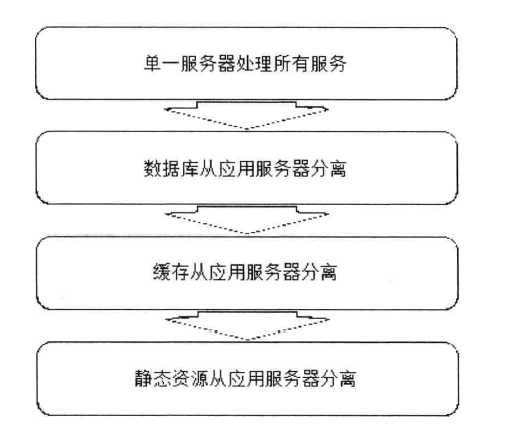 单一服务器处理所有服务
数据库从应用服务器分离
缓存从应用服务器分离
静态资源从应用服务器分离